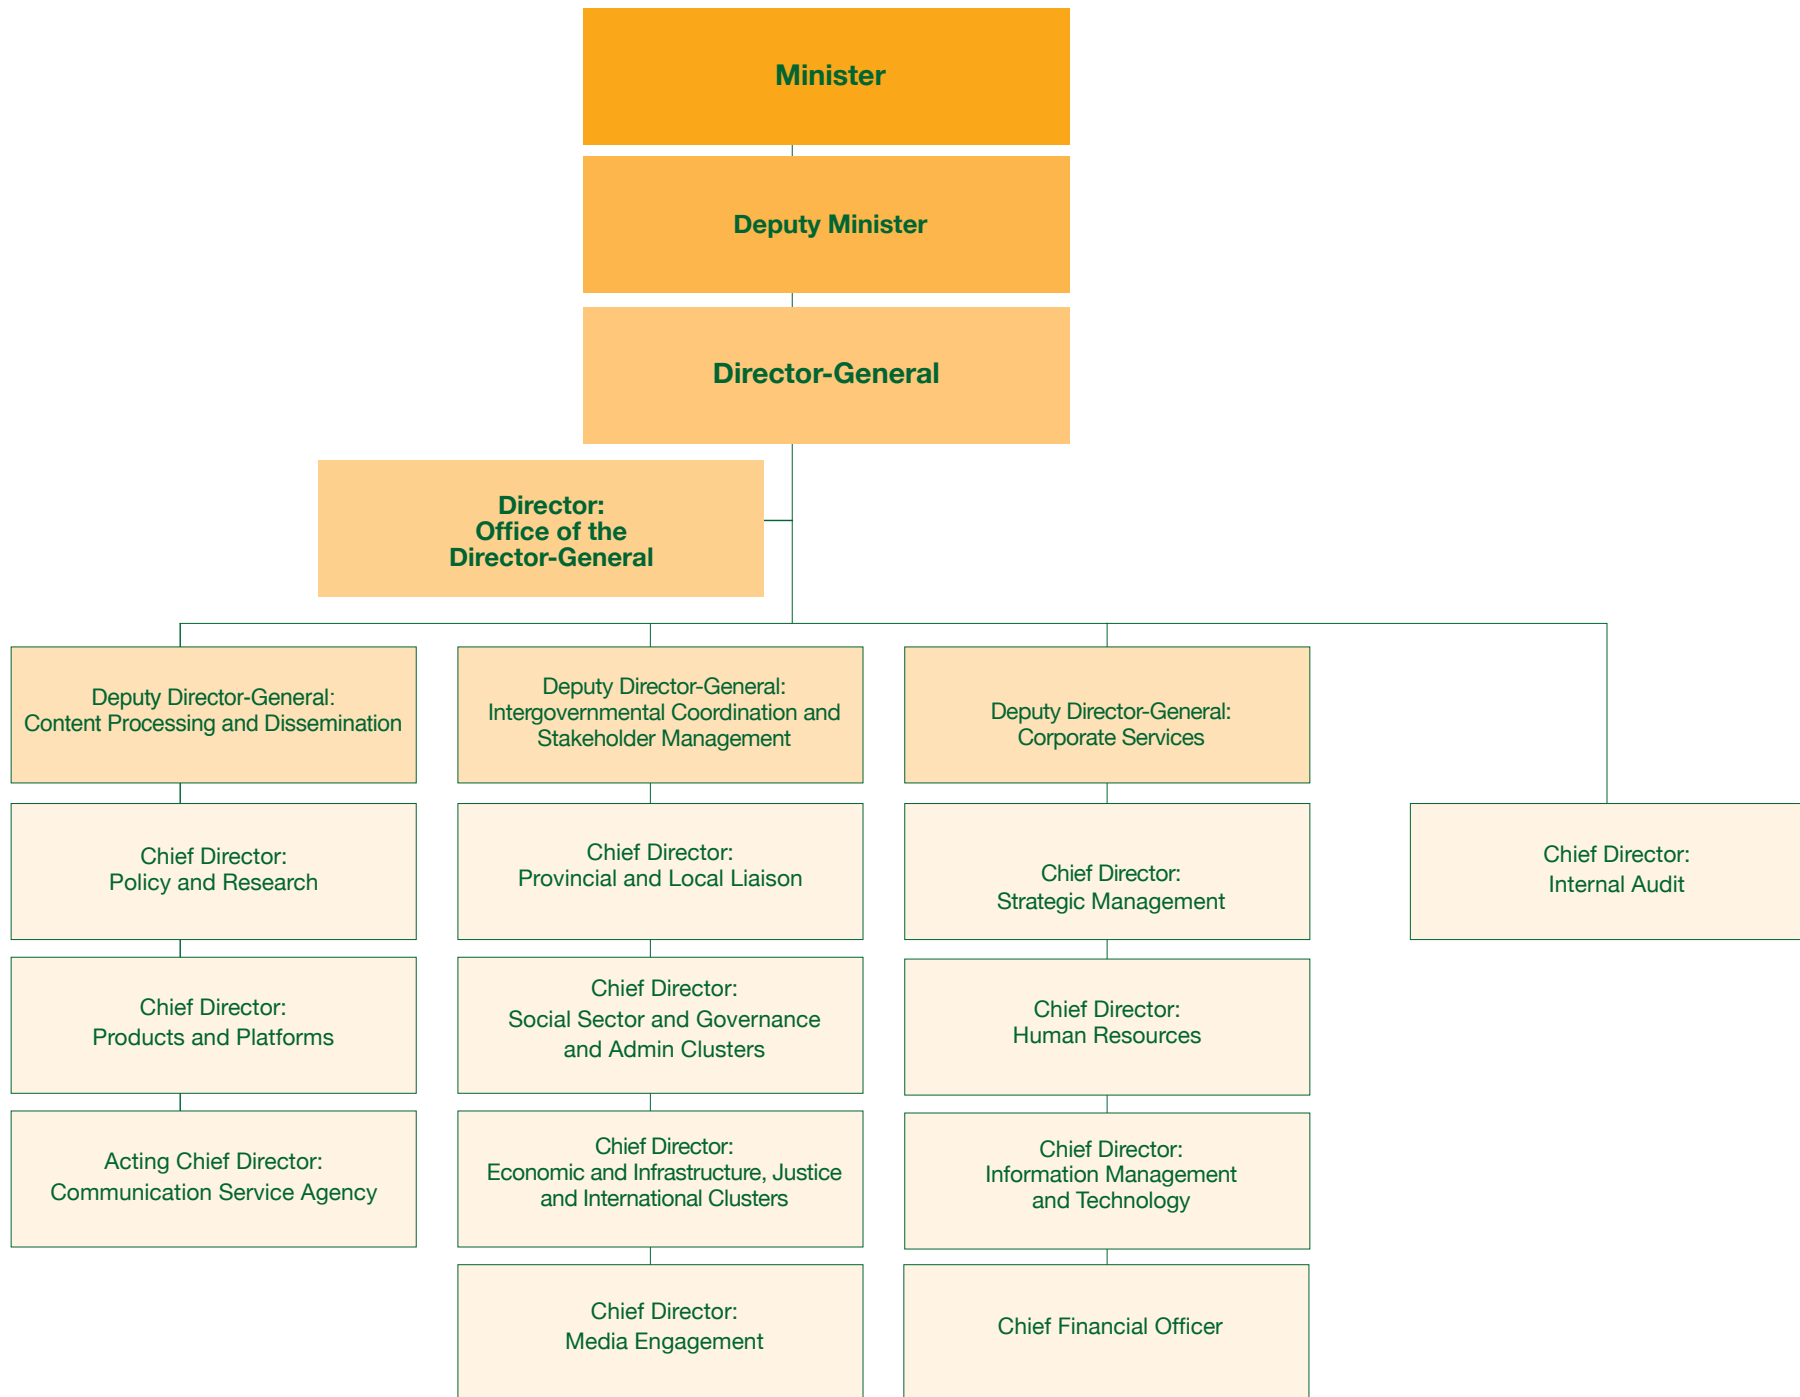 Minister
Deputy Minister
Director-General
Director:
Office of the
Director-General
Deputy Director-General:
Content Processing and Dissemination
Chief Director:
Policy and Research
Chief Director:
Products and Platforms
Acting Chief Director:
Communication Service Agency
Deputy Director-General:
Intergovernmental Coordination and
Stakeholder Management
Chief Director:
Provincial and Local Liaison
Chief Director:
Social Sector and Governance
and Admin Clusters
Chief Director:
Economic and Infrastructure, Justice
and International Clusters
Chief Director:
Media Engagement
Deputy Director-General:
Corporate Services
Chief Director:
Strategic Management
Chief Director:
Human Resources
Chief Director:
Information Management
and Technology
Chief Financial Officer
Chief Director:
Internal Audit